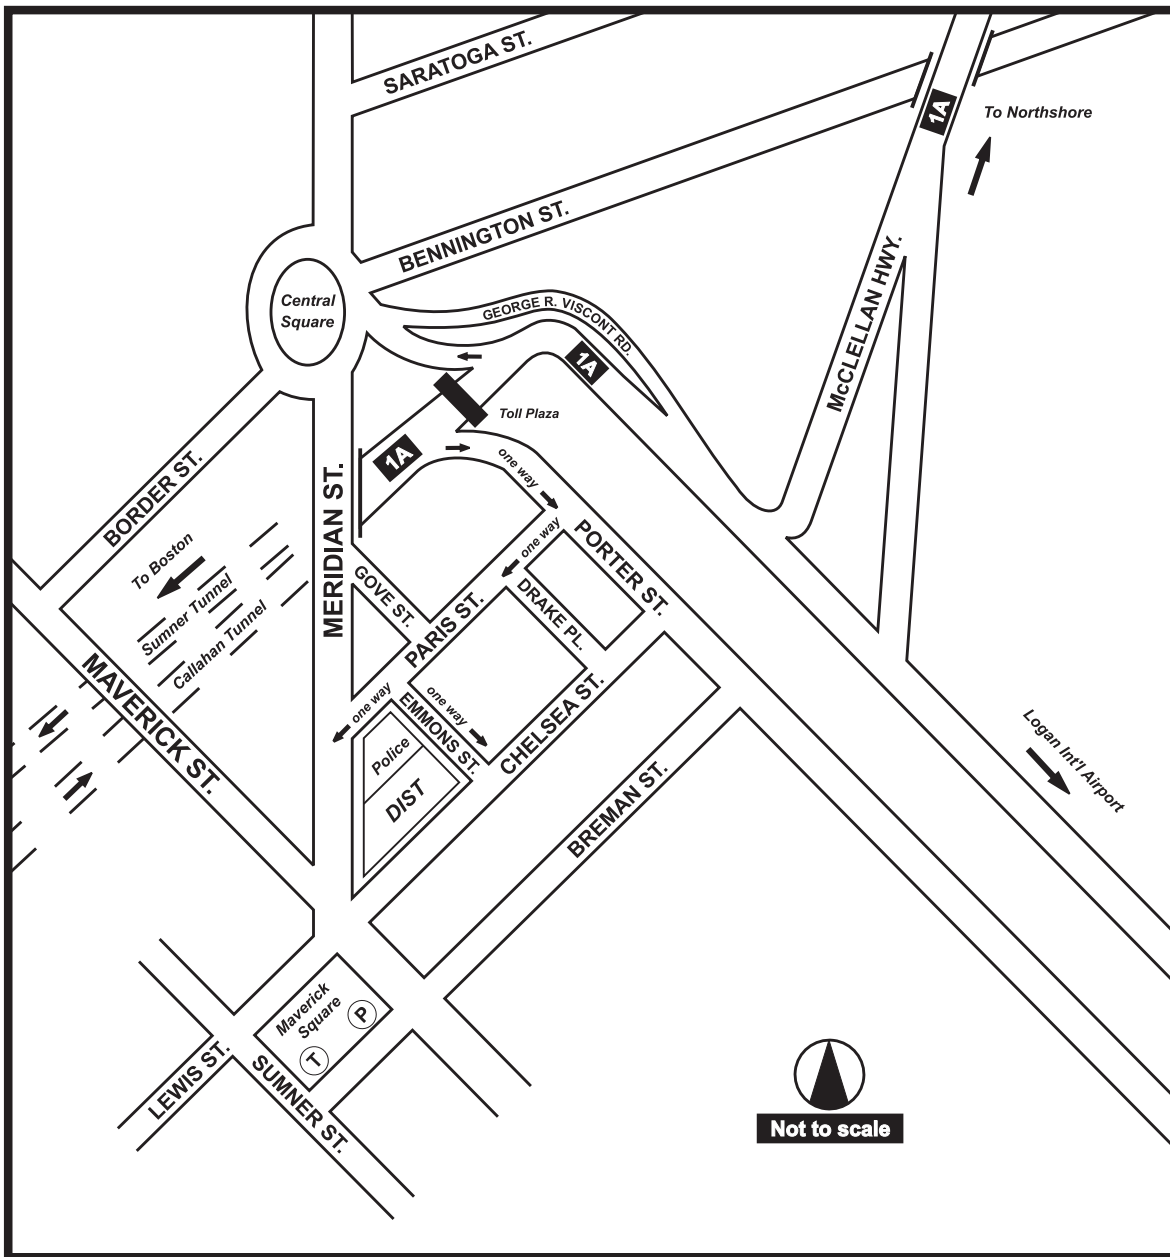 SARATOGA ST.
1A
To Northshore
BENNINGTON ST.
Central
Square
GEORGE R. VISCONT RD.
1A
McCLELLAN HWY.
Toll Plaza
1A
one way
BORDER ST.
MERIDIAN ST.
To Boston
Sumner Tunnel
Callahan Tunnel
one way
PORTER ST.
GOVE ST.
PARIS ST.
DRAKE PL.
MAVERICK ST.
one way
one way
EMMONS ST.
CHELSEA ST.
Police
DIST
BREMAN ST.
Logan Int'l Airport
Maverick
Square
P
T
LEWIS ST.
SUMNER ST.
Not to scale